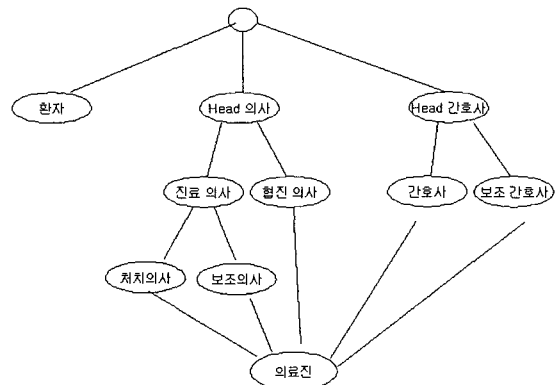 환자
Head 의사
Head 간호사
진료 의사
협진 의사
간호사
보조 간호사
처치의사
보조의사
의료진